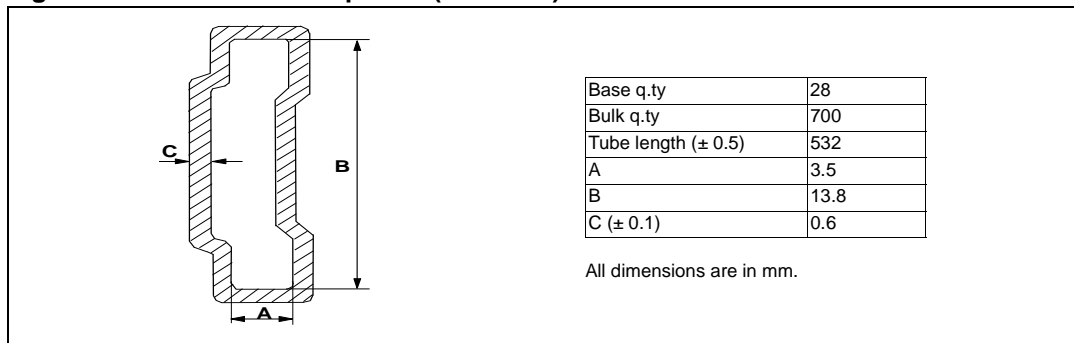 C
B
A
Base q.ty 28
Bulk q.ty 700
Tube length (± 0.5) 532
A 3.5
B 13.8
C (± 0.1) 0.6
All dimensions are in mm.